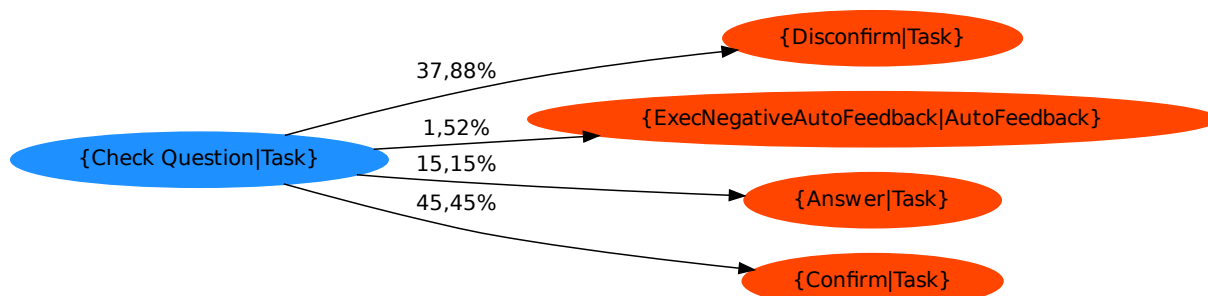 {Disconfirm|Task}
37,88%
{ExecNegativeAutoFeedback|AutoFeedback}
1,52%
{Check Question|Task}
15,15%
{Answer|Task}
45,45%
{Confirm|Task}